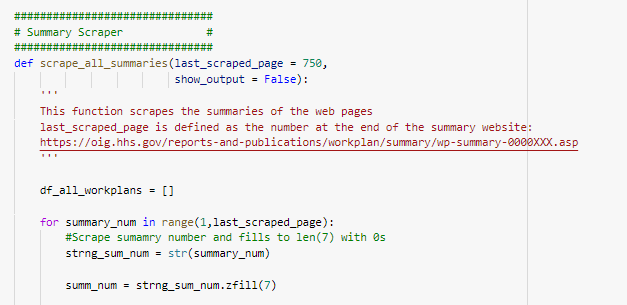 ###############################
# Summary Scraper             #
###############################
def scrape_all_summaries(last_scraped_page = 750,
                         show_output = False):
    '''
    This function scrapes the summaries of the web pages
    last_scraped_page is defined as the number at the end of the summary website:
    https://oig.hhs.gov/reports-and-publications/workplan/summary/wp-summary-0000XXX.asp
    '''
    df_all_workplans = []
    for summary_num in range(1,last_scraped_page):
        #Scrape sumamry number and fills to len(7) with 0s
        strng_sum_num = str(summary_num)
        summ_num = strng_sum_num.zfill(7)